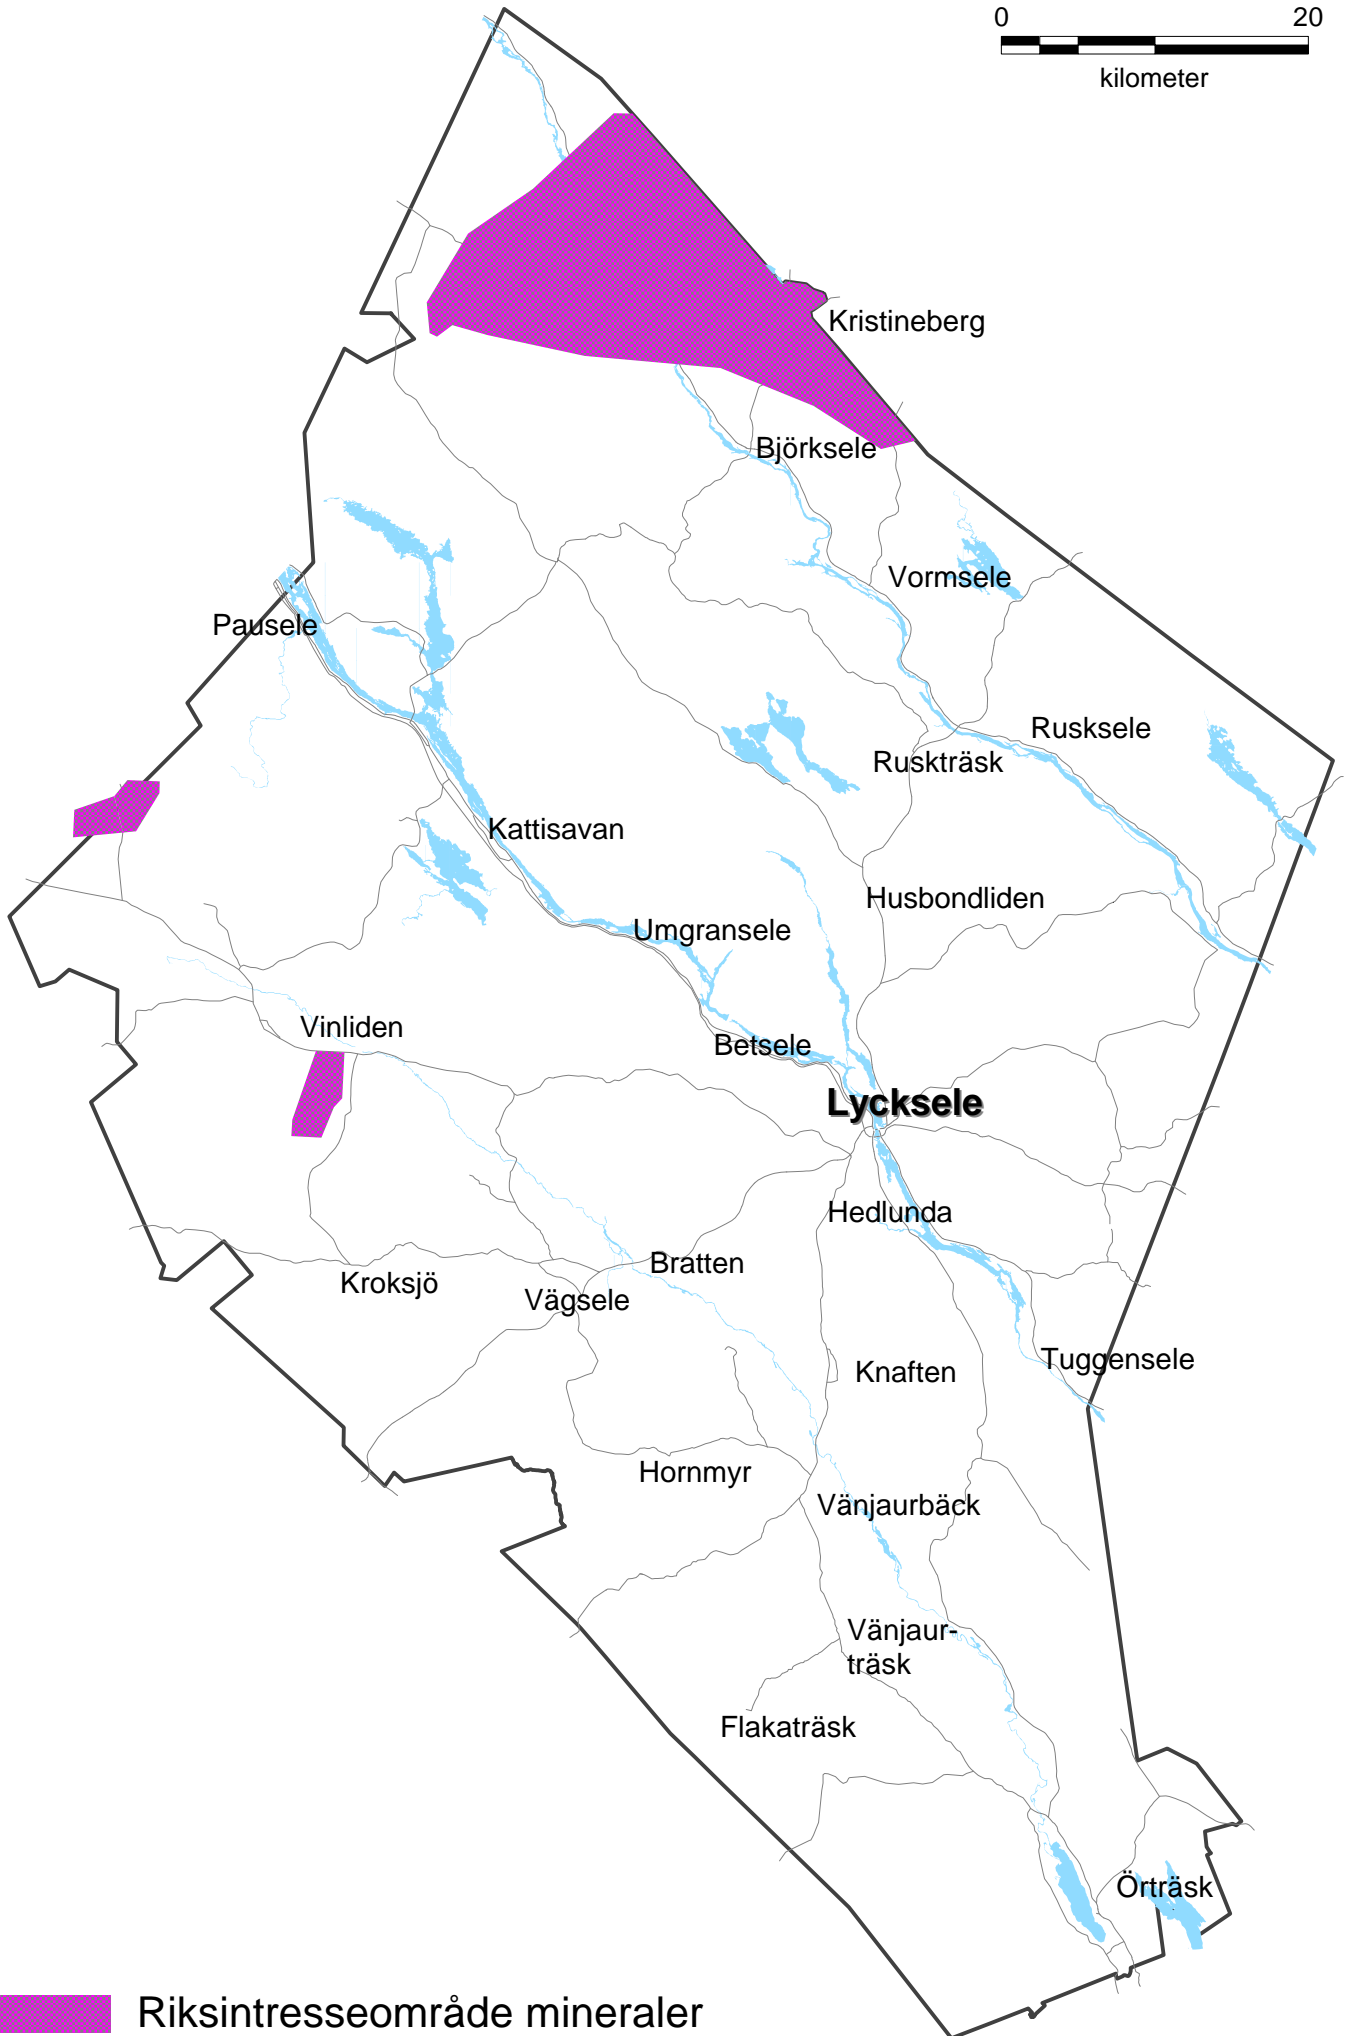 0 20
kilometer
Kristineberg
Björksele
Vormsele
Pausele
Rusksele
Ruskträsk
Kattisavan
Husbondliden
Umgransele
Vinliden
Betsele
Lycksele
Hedlunda
Bratten
Kroksjö
Vägsele
Tuggensele
Knaften
Hornmyr
Vänjaurbäck
Vänjaur-
träsk
Flakaträsk
Örträsk
Riksintresseområde mineraler